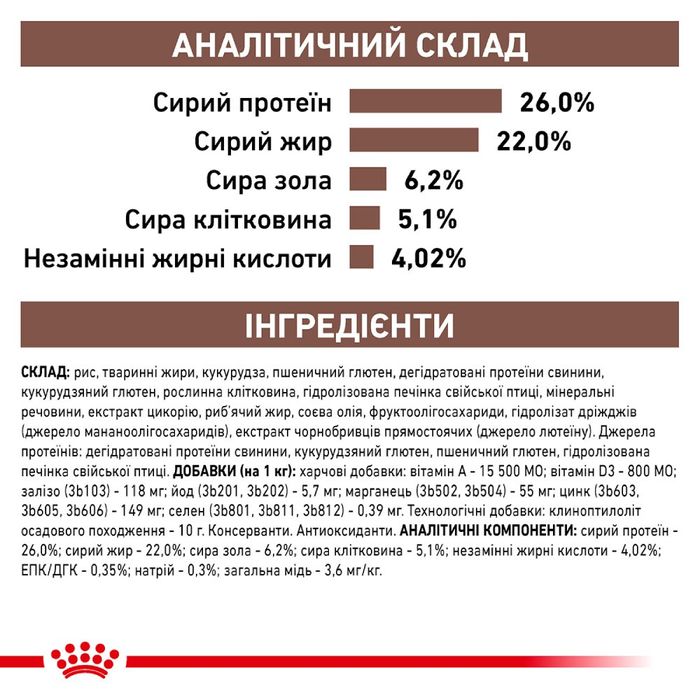 АНАЛІТИЧНИЙ СКЛАД
Сирий протеїн 26,0%
Сирий жир 22,0%
Сира зола 6,2%
Сира клітковина 5,1%
Незамінні жирні кислоти 4,02%
ІНГРЕДІЄНТИ
СКЛАД: рис, тваринні жири, кукурудза, пшеничний глютен, дегідратовані протеїни свинини,
кукурудзяний глютен, рослинна клітковина, гідролізована печінка свійської птиці, мінеральні
речовини, екстракт цикорію, риб'ячий жир, соєва олія, фруктоолігосахариди, гідролізат дріжджів
(джерело мананоолігосахаридів), екстракт чорнобривців прямостоячих (джерело лютеїну). Джерела
протеїнів: дегідратовані протеїни свинини, кукурудзяний глютен, пшеничний глютен, гідролізована
печінка свійської птиці. ДОБАВКИ (на 1 кг): харчові добавки: вітамін А - 15 500 МО; вітамін D3 - 800 МО;
залізо (3b103) - 118 мг; йод (3b201, 3b202) - 5,7 мг; марганець (3b502, 3b504) - 55 мг; цинк (3b603,
3b605, 3b606) - 149 мг; селен (3b801, 3b811, 3b812) - 0,39 мг. Технологічні добавки: клиноптилоліт
осадового походження - 10 г. Консерванти. Антиоксиданти. АНАЛІТИЧНІ КОМПОНЕНТИ: сирий протеїн -
26,0%; сирий жир - 22,0%; сира зола - 6,2%; сира клітковина - 5,1%; незамінні жирні кислоти - 4,02%;
ЕПК/ДГК - 0,35%; натрій - 0,3%; загальна мідь - 3,6 мг/кг.